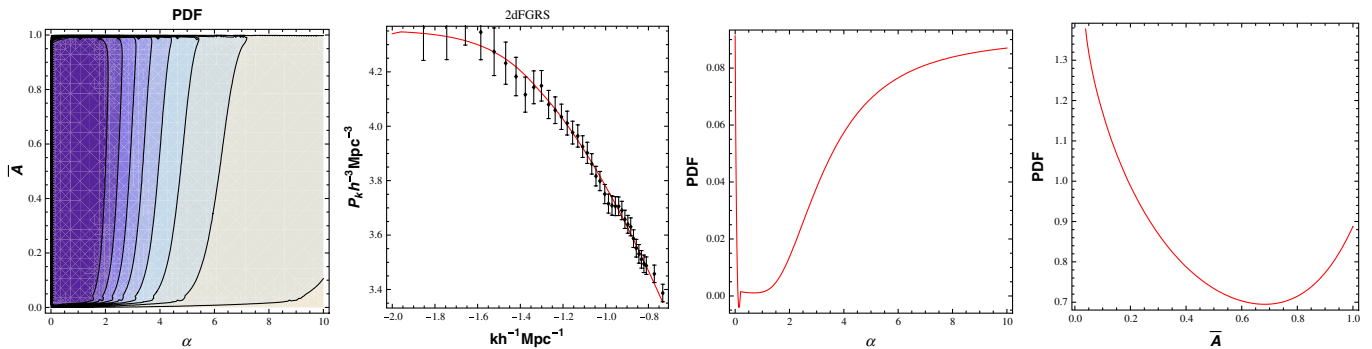 PDF
1.0
0.8
0.6
0.4
0.2
0.0
A̅
0 2 4 6 8 10
α
2dFGRS
4.2
4.0
3.8
3.6
3.4
P_k h^−3 Mpc^−3
−2.0 −1.8 −1.6 −1.4 −1.2 −1.0 −0.8
kh^−1 Mpc^−1
0.08
0.06
0.04
0.02
0.00
PDF
0 2 4 6 8 10
α
1.3
1.2
1.1
1.0
0.9
0.8
0.7
PDF
0.0 0.2 0.4 0.6 0.8 1.0
A̅